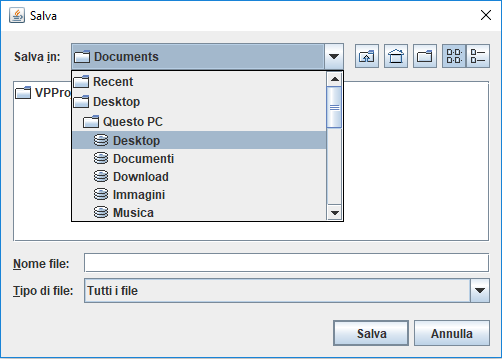 Salva
Salva in: Documents
Recent
VPPro
Desktop
Questo PC
Desktop
Documenti
Download
Immagini
Musica
Nome file:
Tipo di file: Tutti i file
Salva Annulla